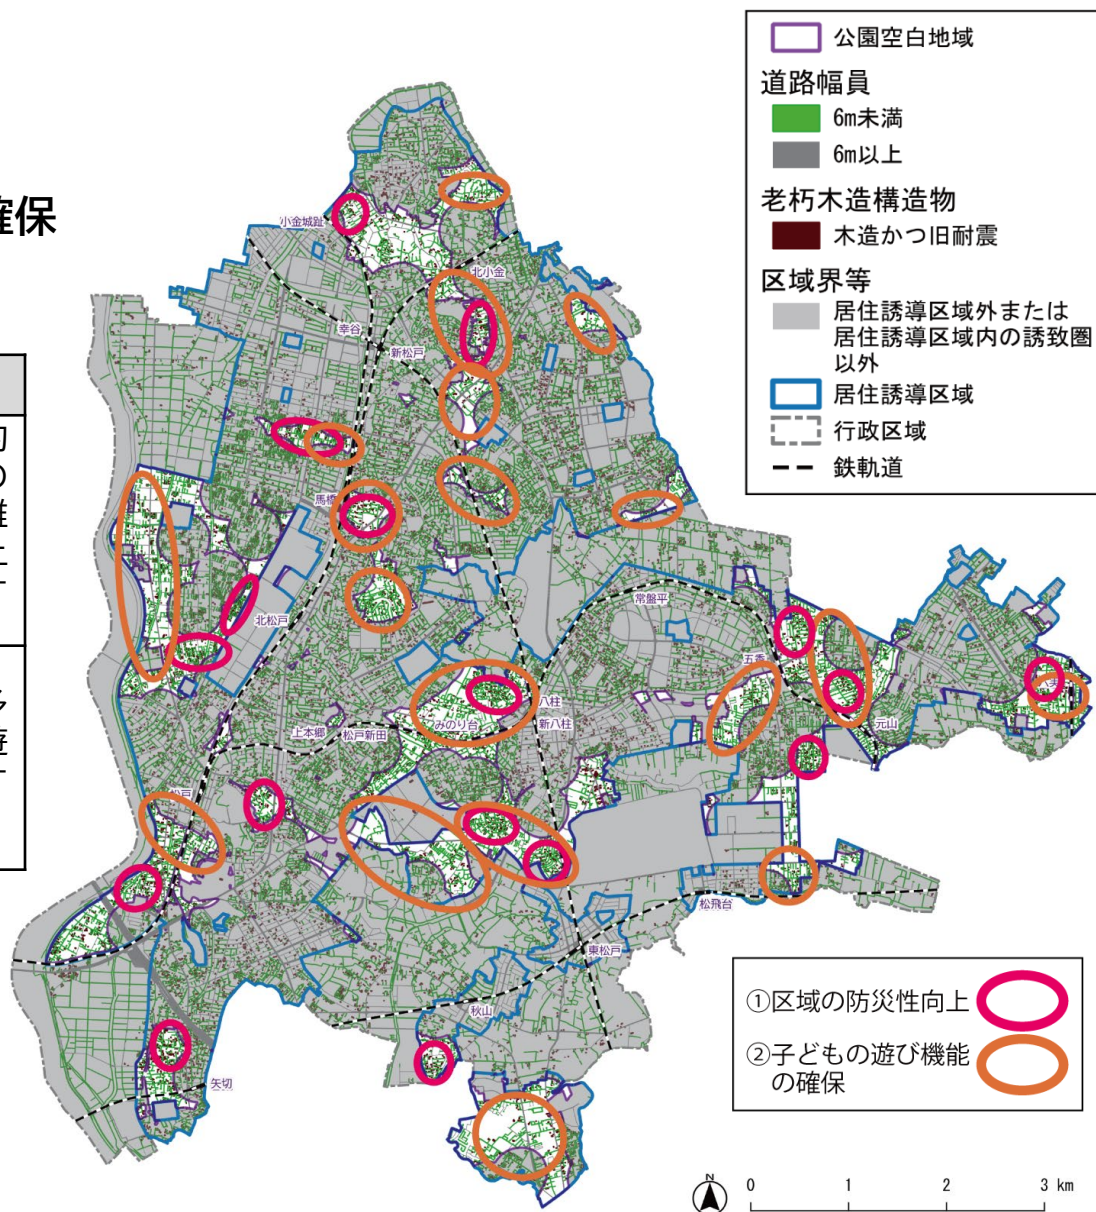 公園空白地域
道路幅員
6m未満
6m以上
老朽木造構造物
木造かつ旧耐震
区域界等
居住誘導区域外または
居住誘導区域内の誘致圏
以外
居住誘導区域
行政区域
鉄軌道
確保
小金城趾
北小金
幸谷
新松戸
馬橋
北松戸
常盤平
五香
元山
八柱
新八柱
みのり台
松戸新田
上本郷
松戸
松飛台
東松戸
秋山
矢切
①区域の防災性向上
②子どもの遊び機能
の確保
N
0 1 2 3 km